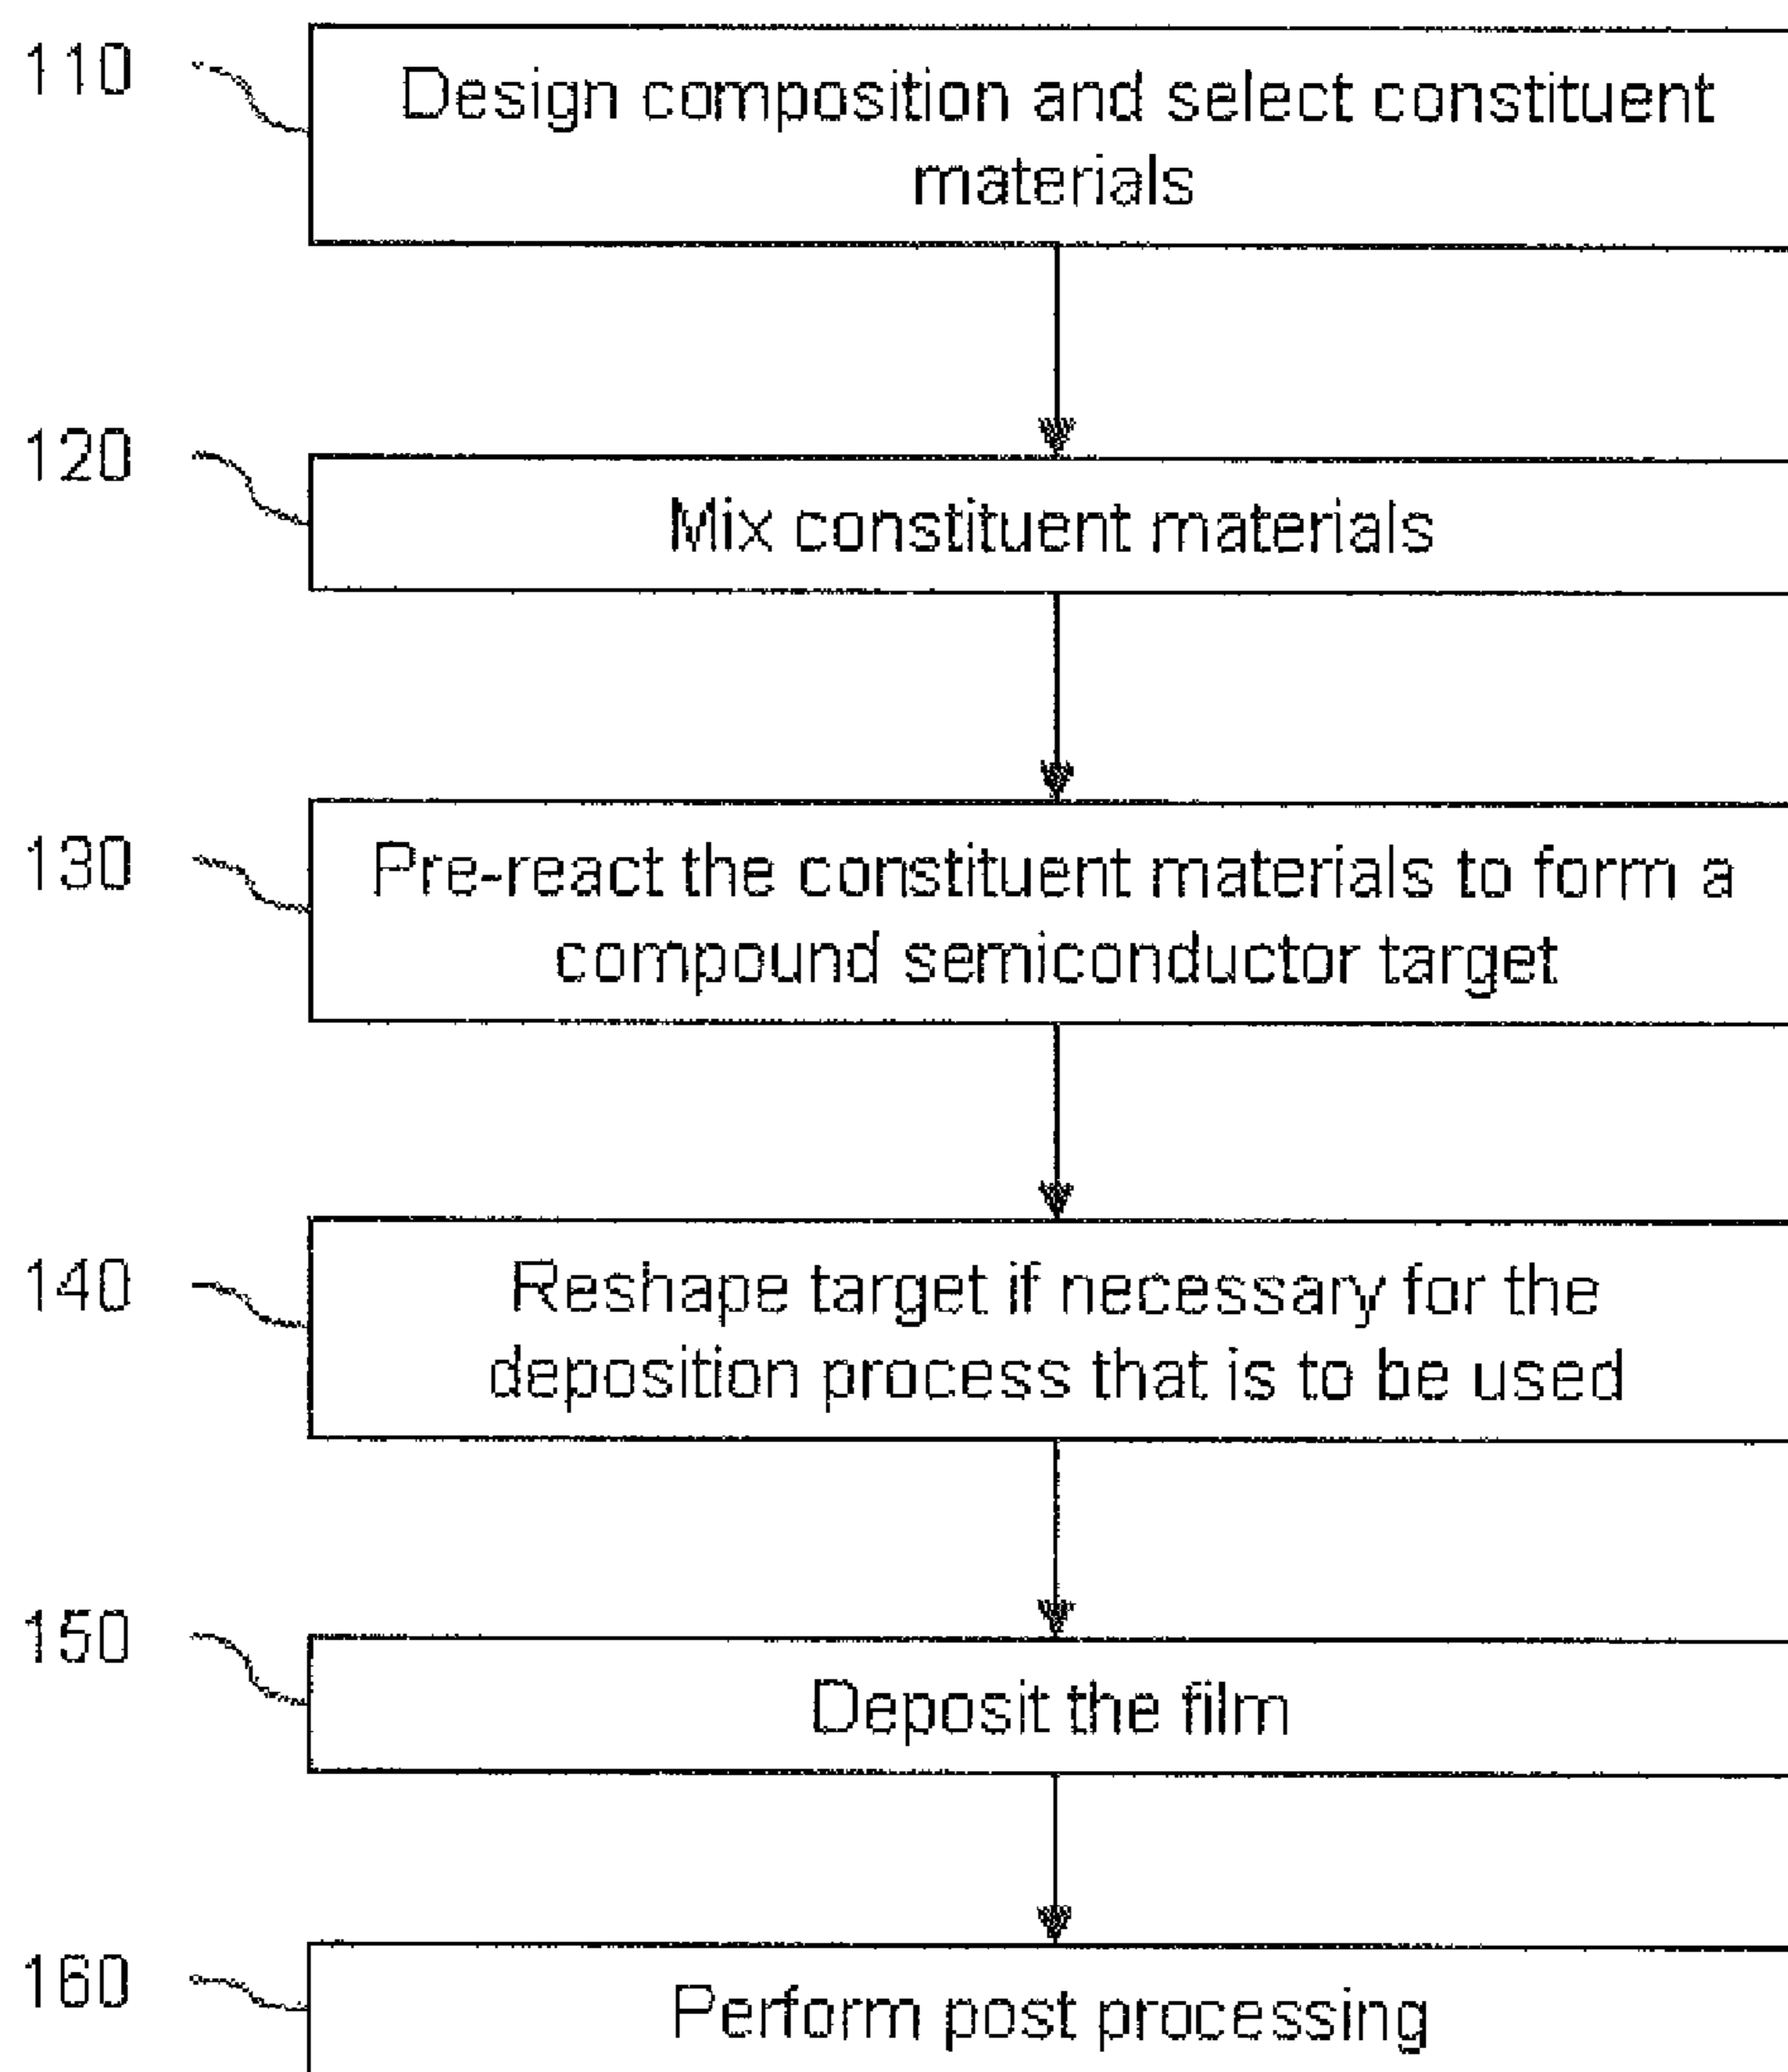 110
Design composition and select constituent
materials
120
Mix constituent materials
130
Pre-react the constituent materials to form a
compound semiconductor target
140
Reshape target if necessary for the
deposition process that is to be used
150
Deposit the film
160
Perform post processing